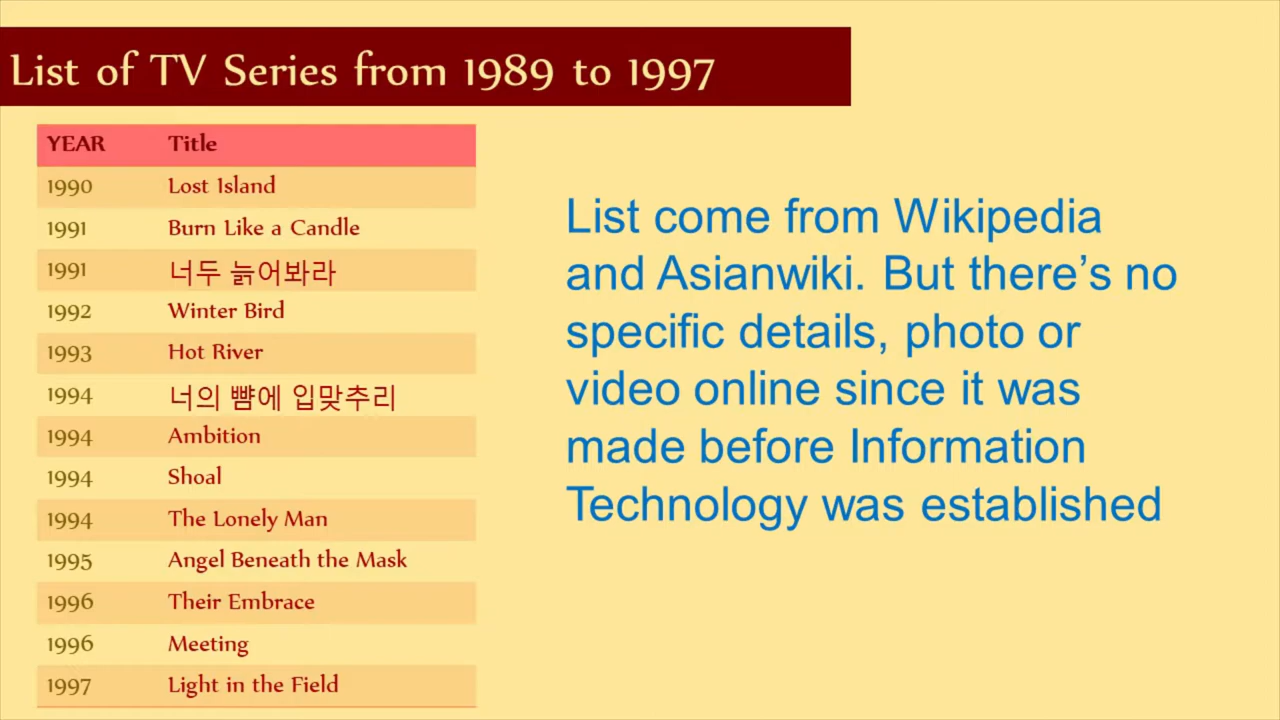 List of TV Series from 1989 to 1997
YEAR Title
1990 Lost Island
1991 Burn Like a Candle
1991 너두 늙어봐라
1992 Winter Bird
1993 Hot River
1994 너의 뺨에 입맞추리
1994 Ambition
1994 Shoal
1994 The Lonely Man
1995 Angel Beneath the Mask
1996 Their Embrace
1996 Meeting
1997 Light in the Field
List come from Wikipedia
and Asianwiki. But there’s no
specific details, photo or
video online since it was
made before Information
Technology was established